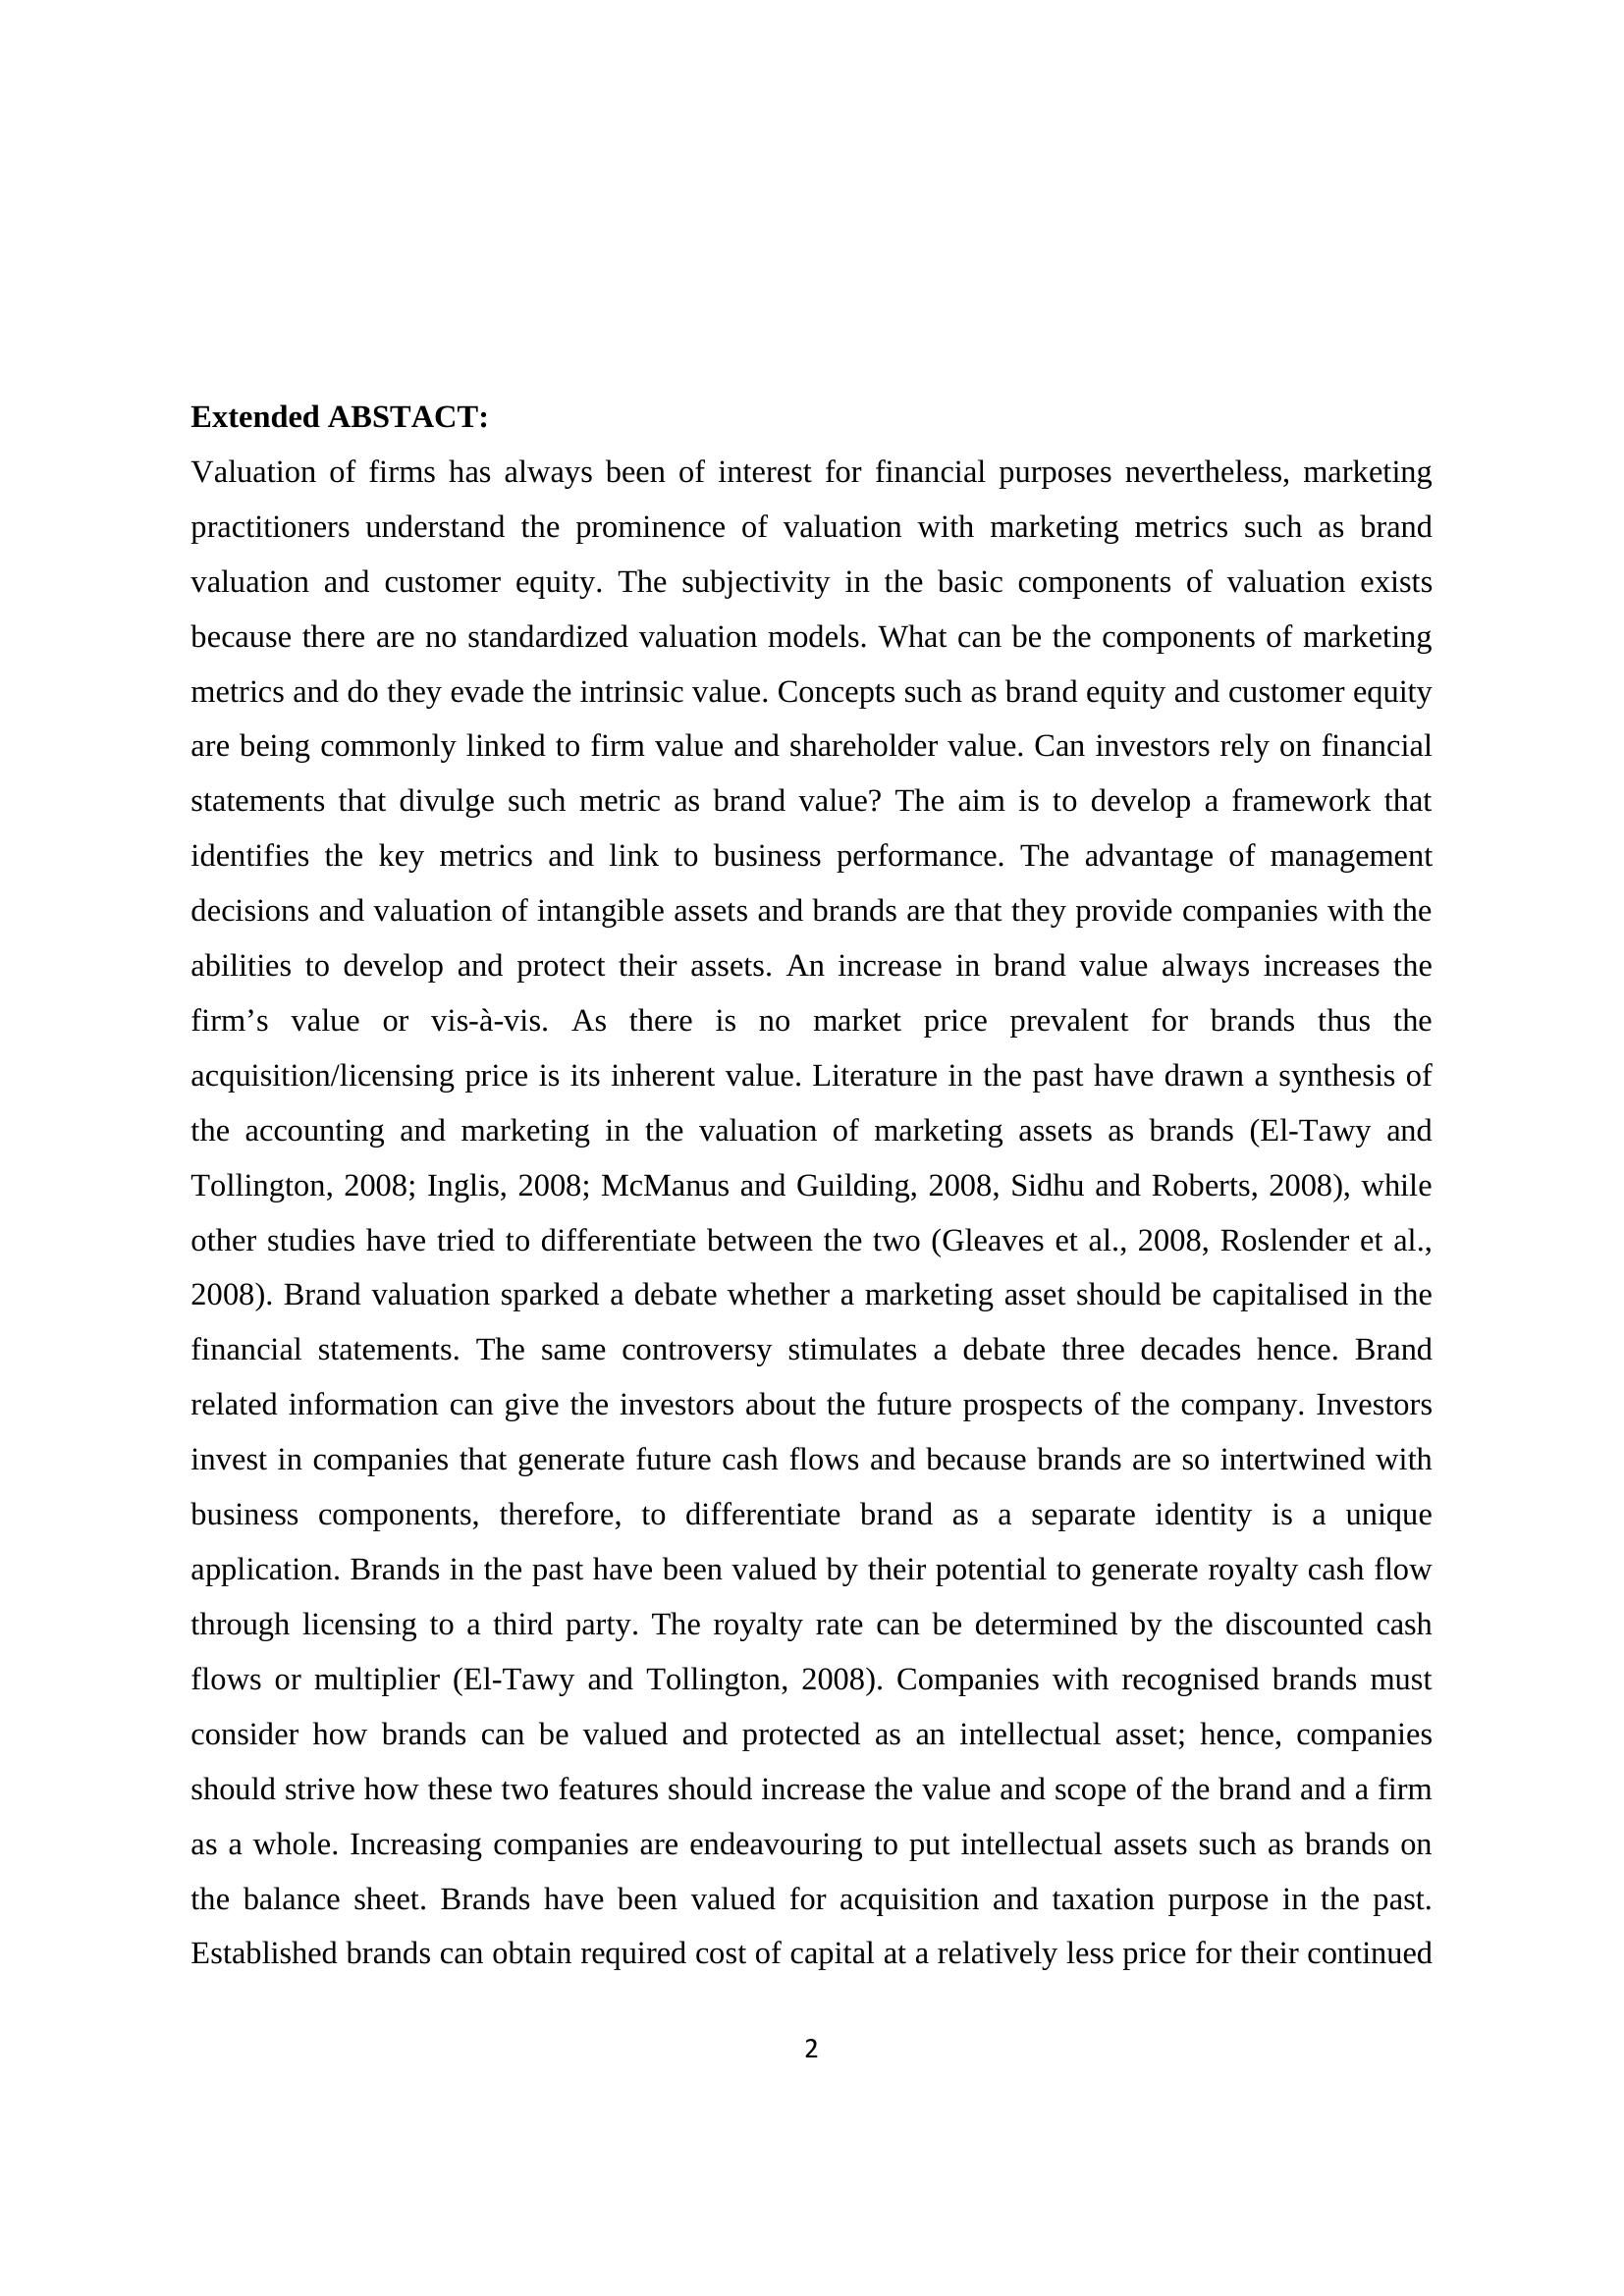 Extended ABSTACT:
Valuation of firms has always been of interest for financial purposes nevertheless, marketing
practitioners understand the prominence of valuation with marketing metrics such as brand
valuation and customer equity. The subjectivity in the basic components of valuation exists
because there are no standardized valuation models. What can be the components of marketing
metrics and do they evade the intrinsic value. Concepts such as brand equity and customer equity
are being commonly linked to firm value and shareholder value. Can investors rely on financial
statements that divulge such metric as brand value? The aim is to develop a framework that
identifies the key metrics and link to business performance. The advantage of management
decisions and valuation of intangible assets and brands are that they provide companies with the
abilities to develop and protect their assets. An increase in brand value always increases the
firm’s value or vis-à-vis. As there is no market price prevalent for brands thus the
acquisition/licensing price is its inherent value. Literature in the past have drawn a synthesis of
the accounting and marketing in the valuation of marketing assets as brands (El-Tawy and
Tollington, 2008; Inglis, 2008; McManus and Guilding, 2008, Sidhu and Roberts, 2008), while
other studies have tried to differentiate between the two (Gleaves et al., 2008, Roslender et al.,
2008). Brand valuation sparked a debate whether a marketing asset should be capitalised in the
financial statements. The same controversy stimulates a debate three decades hence. Brand
related information can give the investors about the future prospects of the company. Investors
invest in companies that generate future cash flows and because brands are so intertwined with
business components, therefore, to differentiate brand as a separate identity is a unique
application. Brands in the past have been valued by their potential to generate royalty cash flow
through licensing to a third party. The royalty rate can be determined by the discounted cash
flows or multiplier (El-Tawy and Tollington, 2008). Companies with recognised brands must
consider how brands can be valued and protected as an intellectual asset; hence, companies
should strive how these two features should increase the value and scope of the brand and a firm
as a whole. Increasing companies are endeavouring to put intellectual assets such as brands on
the balance sheet. Brands have been valued for acquisition and taxation purpose in the past.
Established brands can obtain required cost of capital at a relatively less price for their continued
2